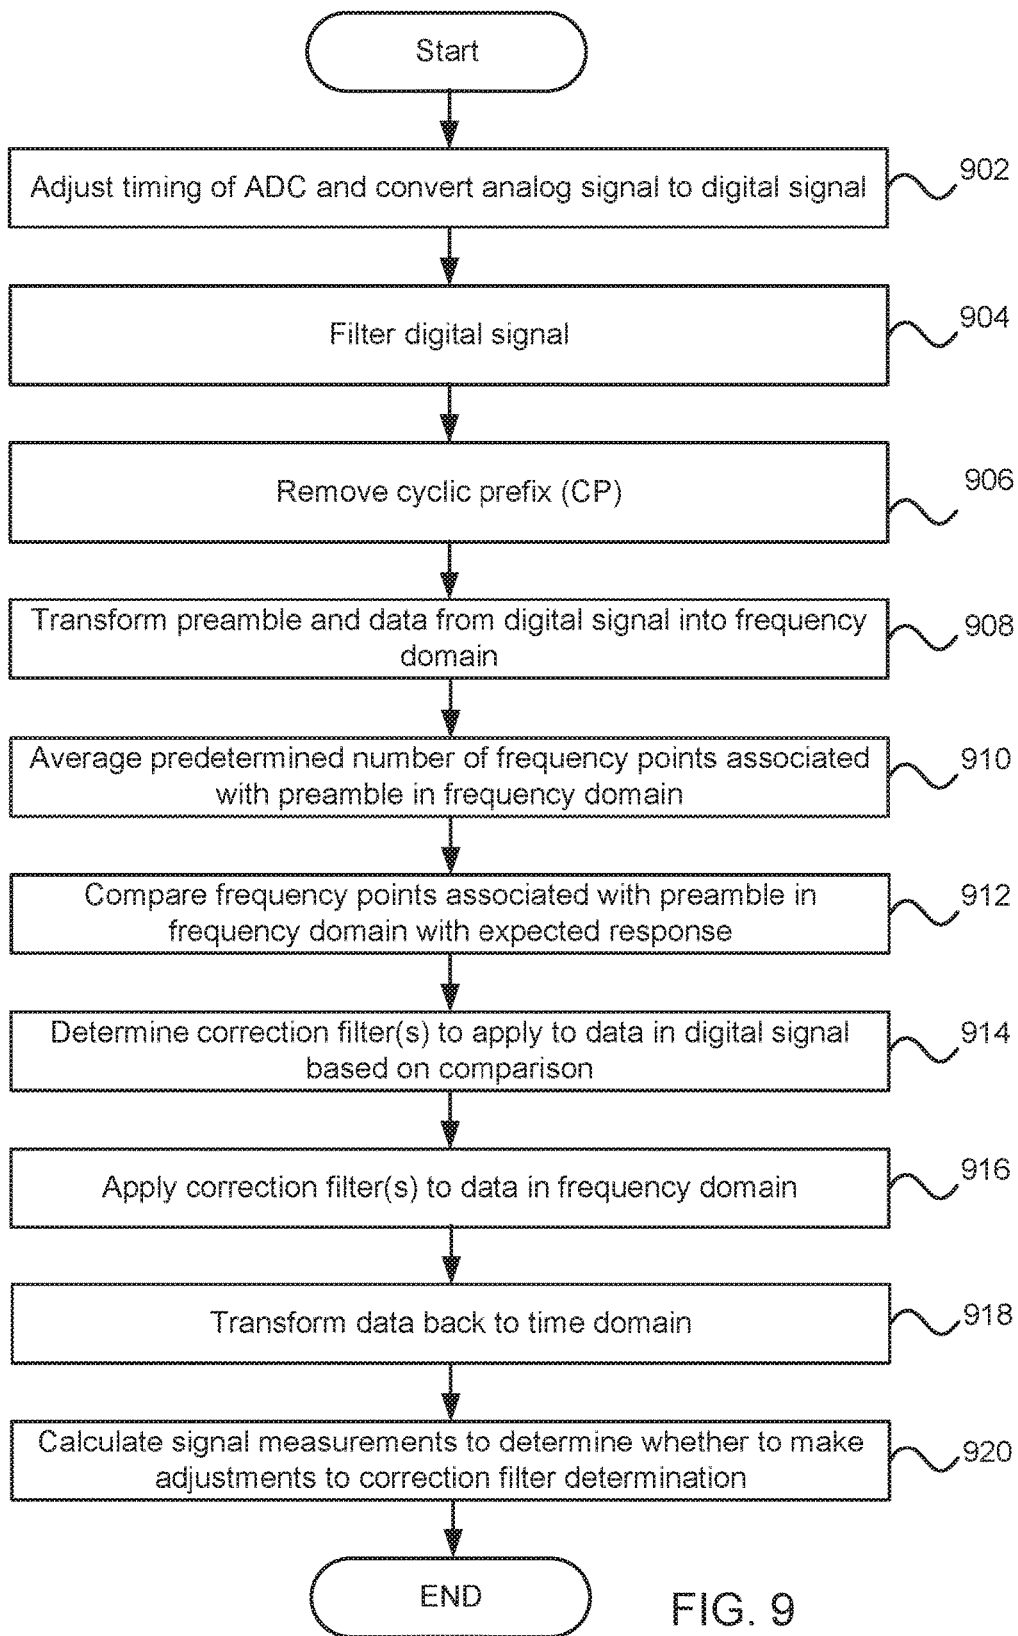 Start
Adjust timing of ADC and convert analog signal to digital signal
902
Filter digital signal
904
Remove cyclic prefix (CP)
906
Transform preamble and data from digital signal into frequency
domain
908
Average predetermined number of frequency points associated
with preamble in frequency domain
910
Compare frequency points associated with preamble in
frequency domain with expected response
912
Determine correction filter(s) to apply to data in digital signal
based on comparison
914
Apply correction filter(s) to data in frequency domain
916
Transform data back to time domain
918
Calculate signal measurements to determine whether to make
adjustments to correction filter determination
920
END
FIG. 9